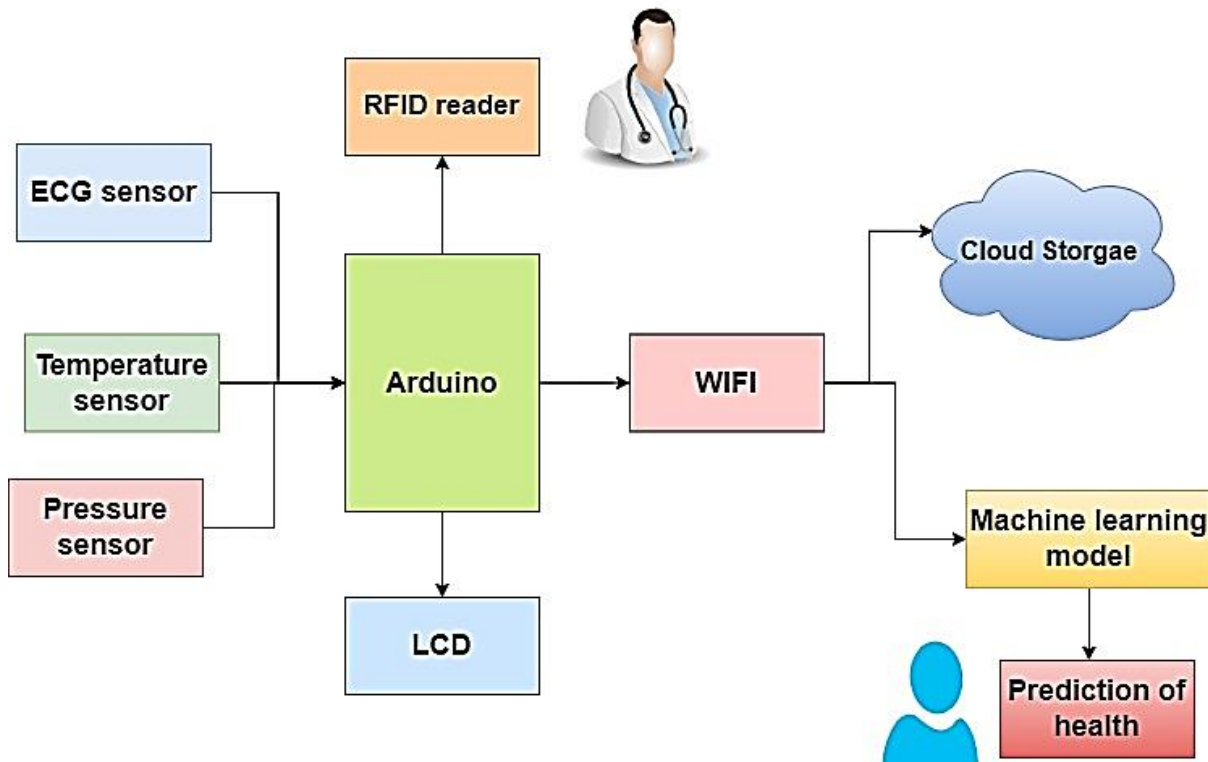 RFID reader
ECG sensor
Cloud Storgae
Temperature
sensor
Arduino
WIFI
Pressure
sensor
Machine learning
model
LCD
Prediction of
health